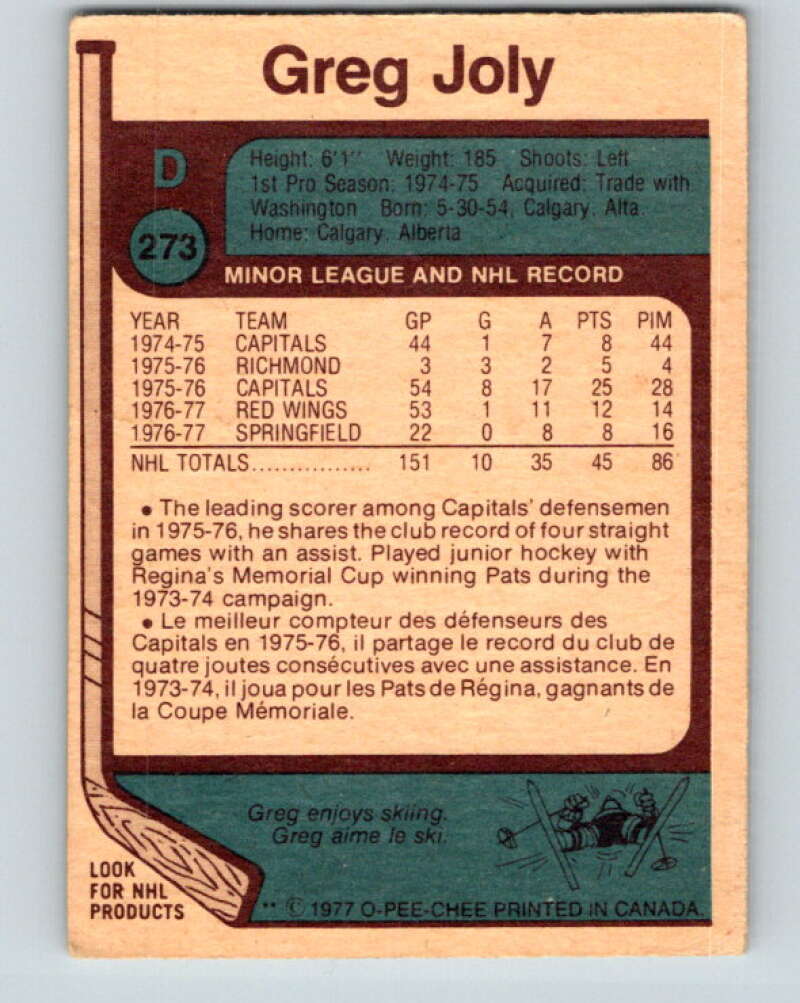 Greg Joly
D
273
Height: 6'1" Weight: 185 Shoots: Left
1st Pro Season: 1974-75 Acquired: Trade with
Washington Born: 5-30-54, Calgary, Alta.
Home: Calgary, Alberta
MINOR LEAGUE AND NHL RECORD
YEAR TEAM GP G A PTS PIM
1974-75 CAPITALS 44 1 7 8 44
1975-76 RICHMOND 3 3 2 5 4
1975-76 CAPITALS 54 8 17 25 28
1976-77 RED WINGS 53 1 11 12 14
1976-77 SPRINGFIELD 22 0 8 8 16
NHL TOTALS................ 151 10 35 45 86
• The leading scorer among Capitals' defensemen
in 1975-76, he shares the club record of four straight
games with an assist. Played junior hockey with
Regina's Memorial Cup winning Pats during the
1973-74 campaign.
• Le meilleur compteur des défenseurs des
Capitals en 1975-76, il partage le record du club de
quatre joutes consécutives avec une assistance. En
1973-74, il joua pour les Pats de Régina, gagnants de
la Coupe Mémoriale.
Greg enjoys skiing.
Greg aime le ski.
LOOK
FOR NHL
PRODUCTS
** © 1977 O-PEE-CHEE PRINTED IN CANADA.